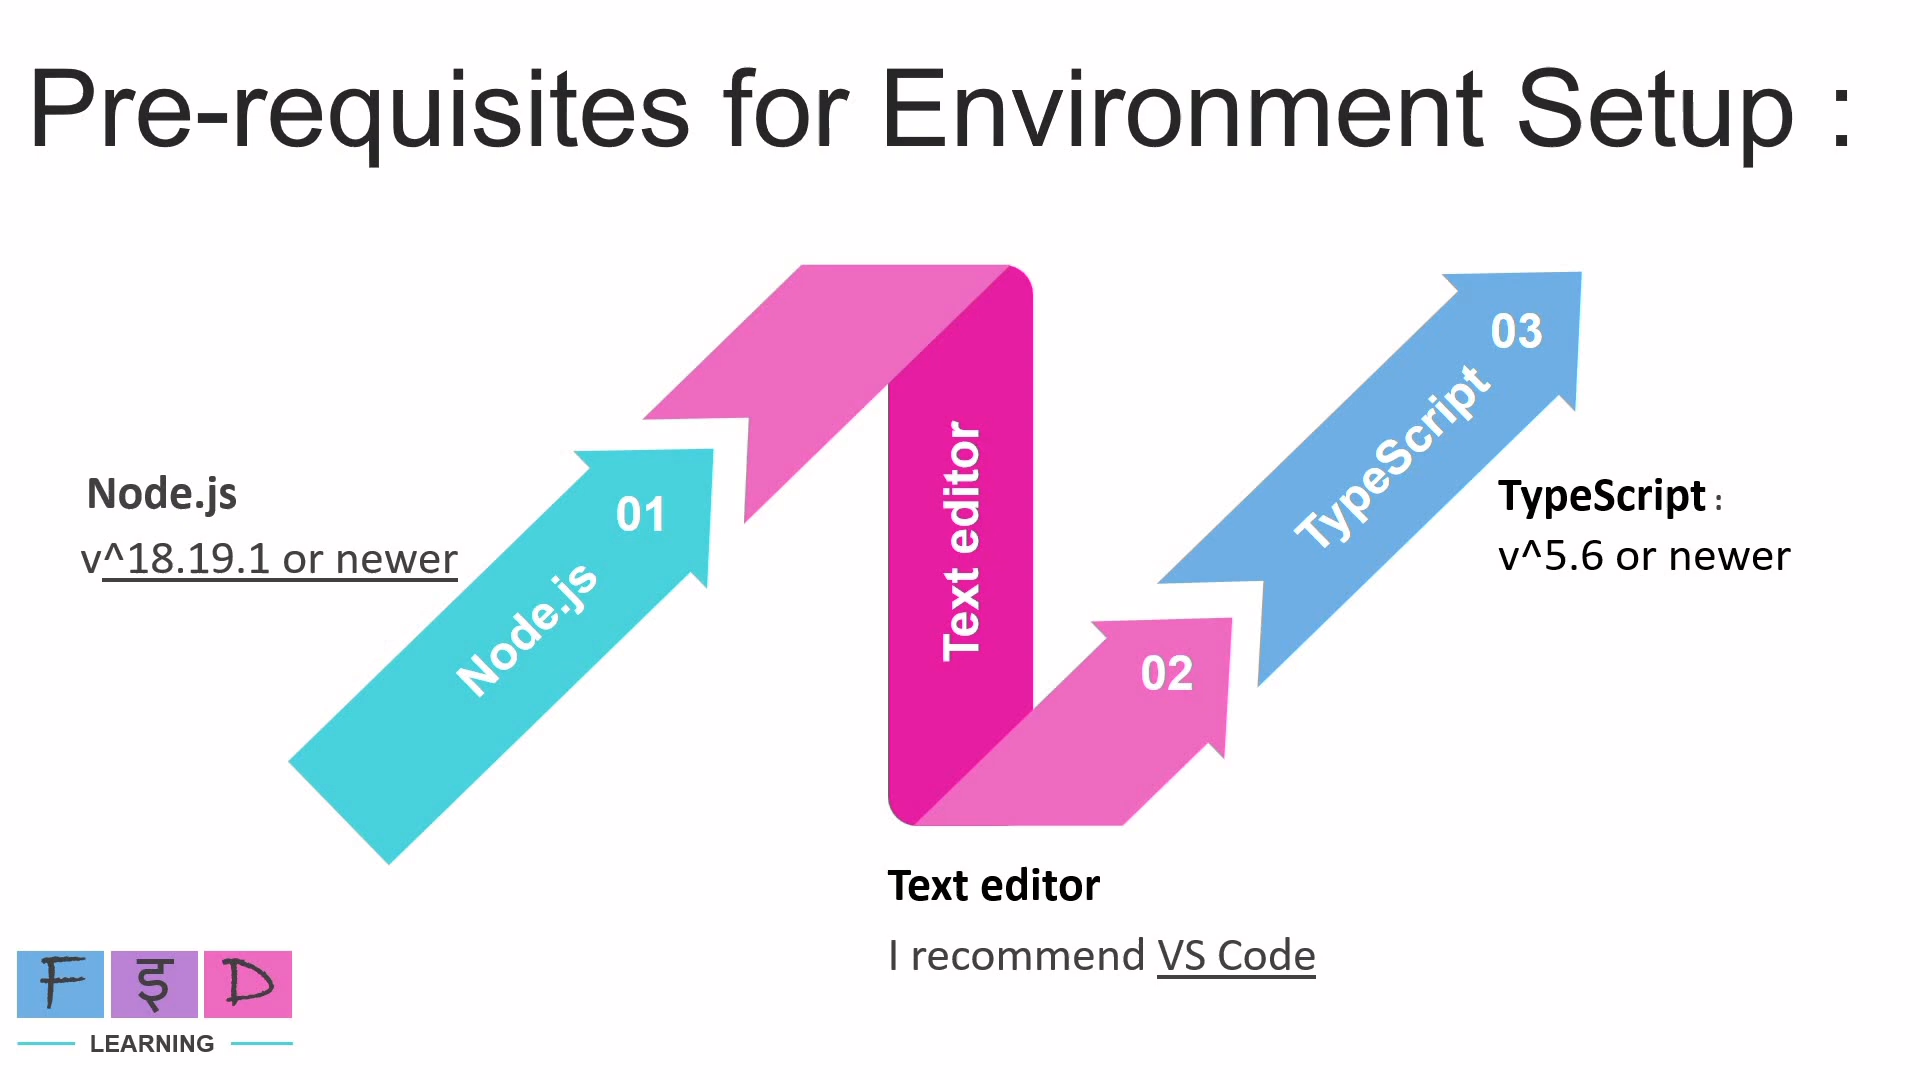 Pre-requisites for Environment Setup :
Node.js
v^18.19.1 or newer
01
Node.js
Text editor
02
03
TypeScript
TypeScript :
v^5.6 or newer
Text editor
I recommend VS Code
F इ D
LEARNING